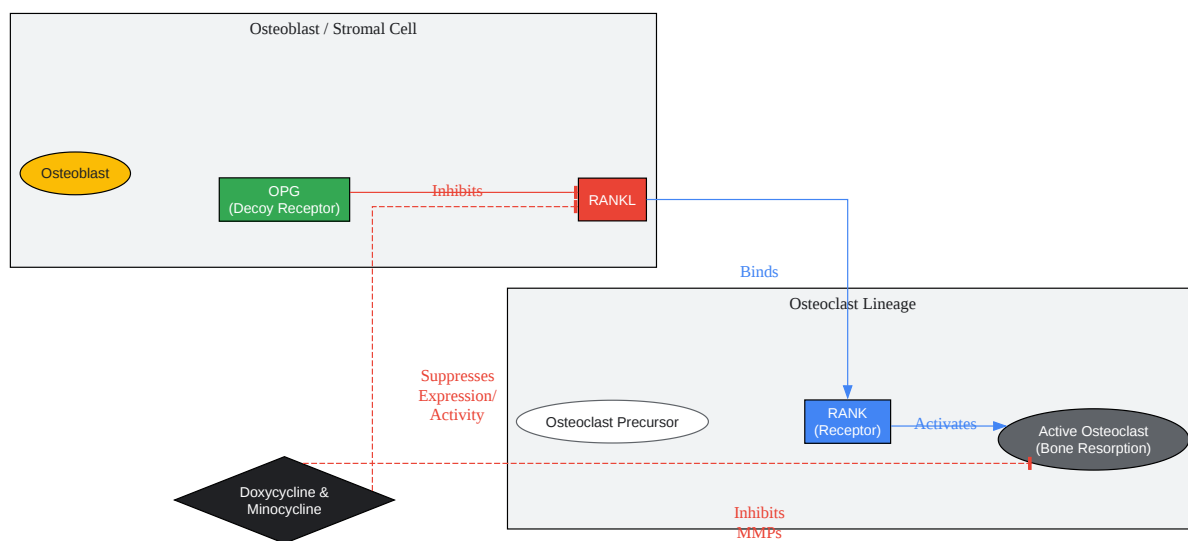 Osteoblast / Stromal Cell
Osteoblast
OPG
(Decoy Receptor)
Inhibits
RANKL
Binds
Osteoclast Lineage
Suppresses
Expression/
Activity
Osteoclast Precursor
RANK
(Receptor)
Activates
Active Osteoclast
(Bone Resorption)
Doxycycline &
Minocycline
Inhibits
MMPs